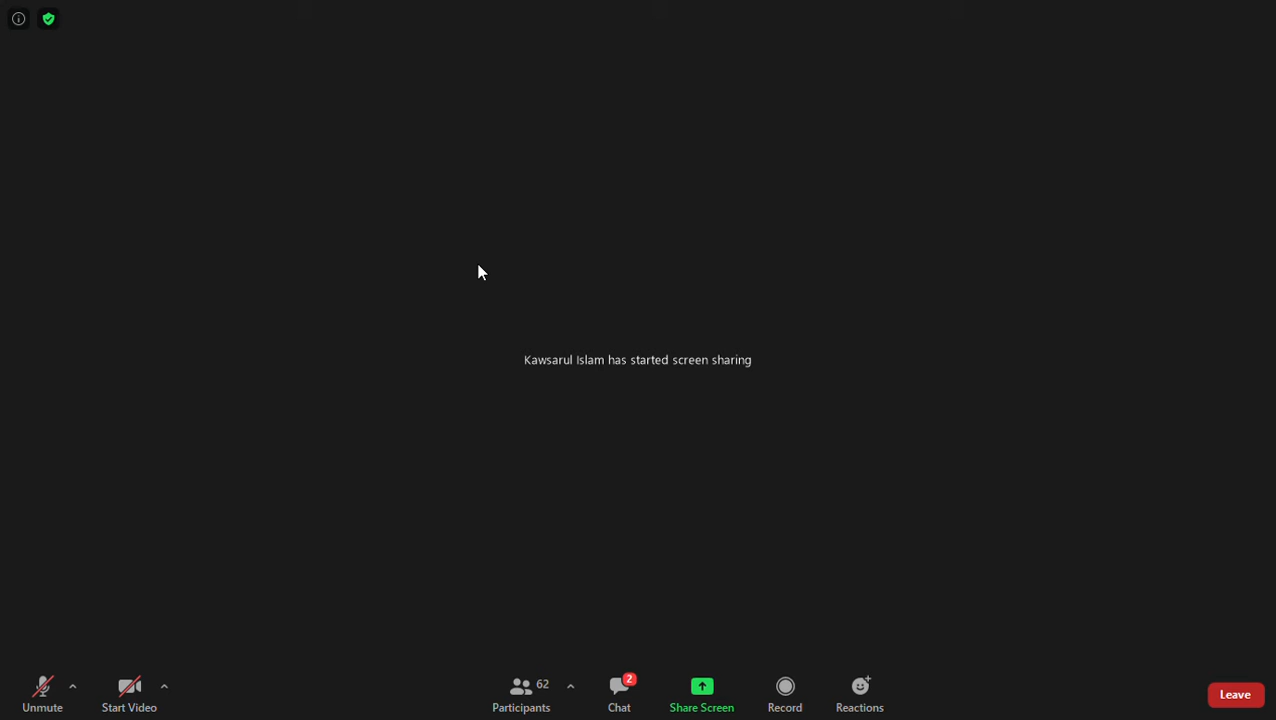 Kawsarul Islam has started screen sharing
Unmute
Start Video
62
Participants
2
Chat
Share Screen
Record
Reactions
Leave